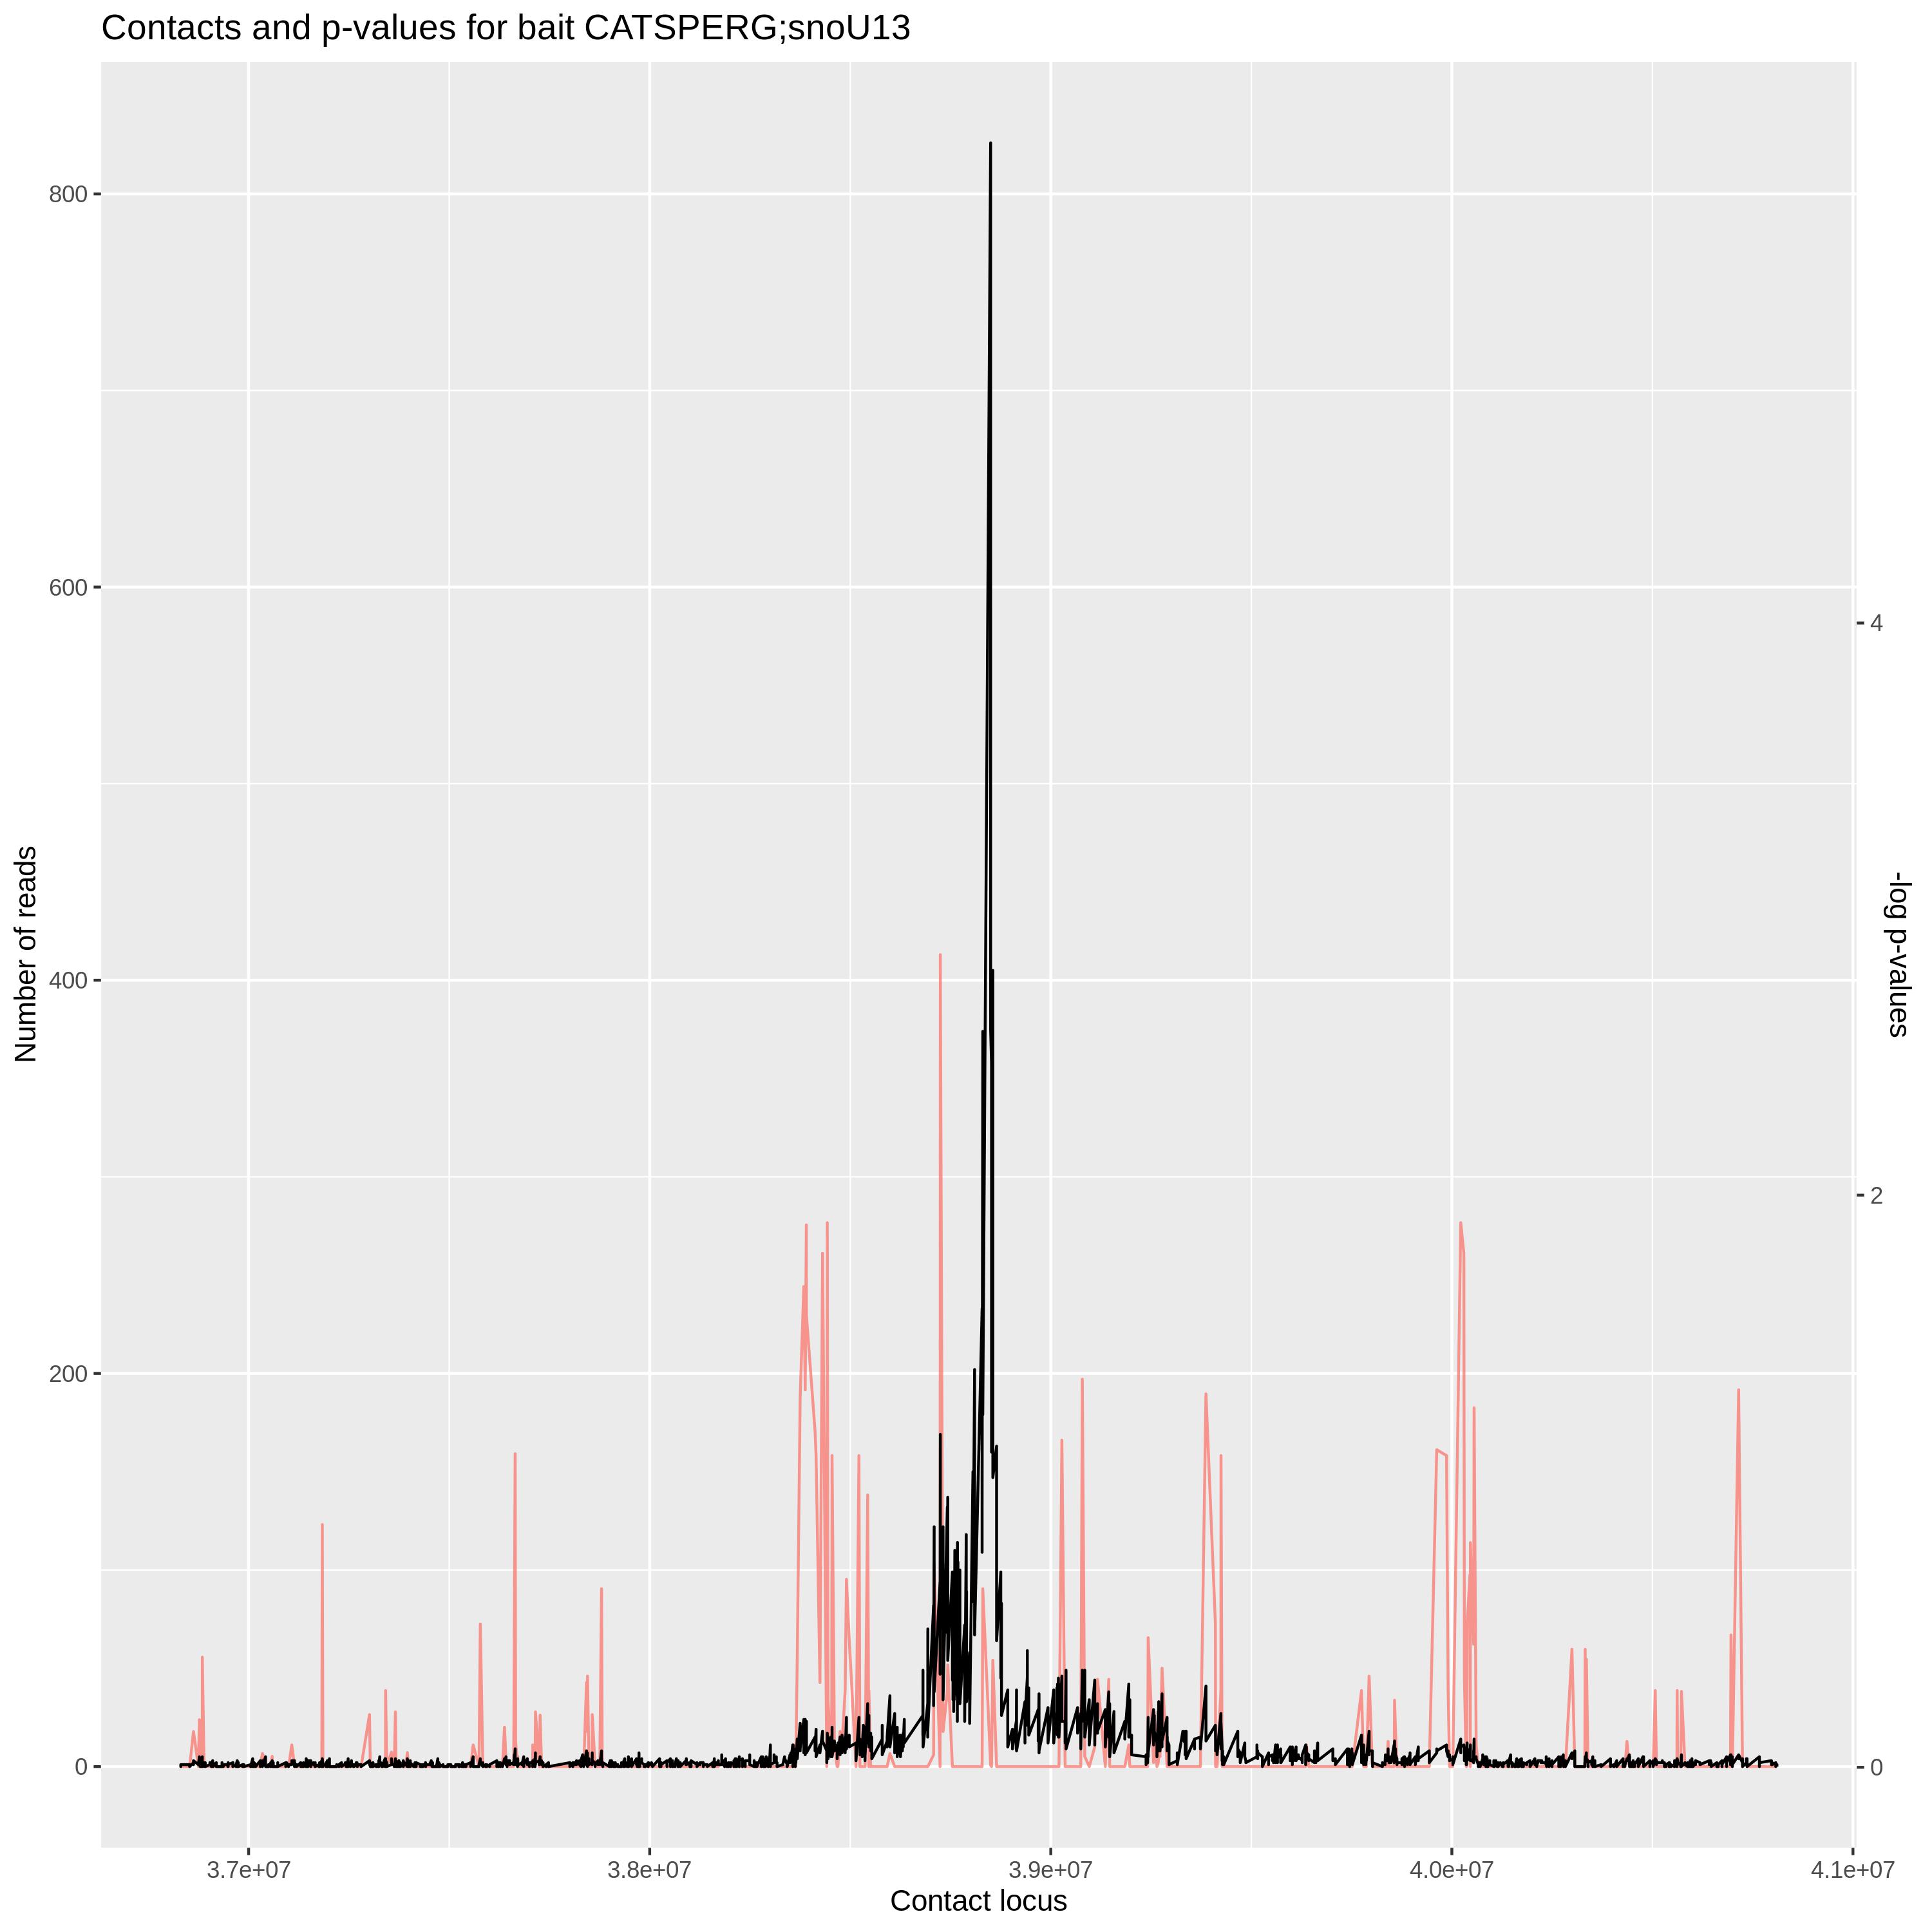 Contacts and p-values for bait CATSPERG;snoU13
800
600
400
200
0
Number of reads
4
2
0
-log p-values
3.7e+07
3.8e+07
3.9e+07
4.0e+07
4.1e+07
Contact locus